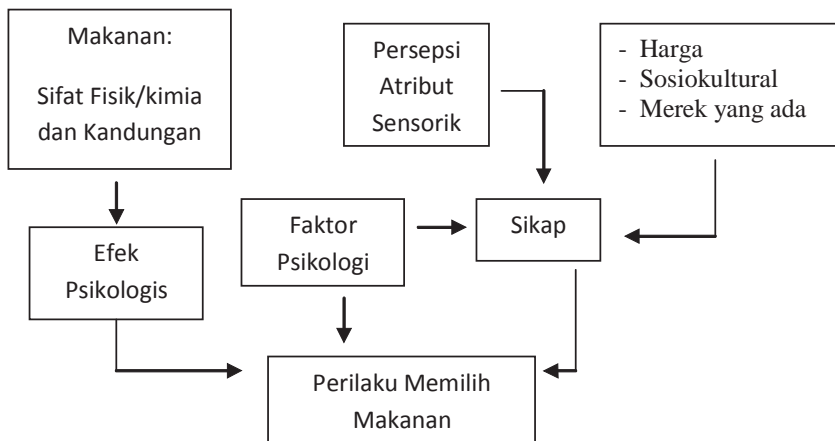 Makanan:
Sifat Fisik/kimia
dan Kandungan
Persepsi
Atribut
Sensorik
- Harga
- Sosiokultural
- Merek yang ada
Efek
Psikologis
Faktor
Psikologi
Sikap
Perilaku Memilih
Makanan